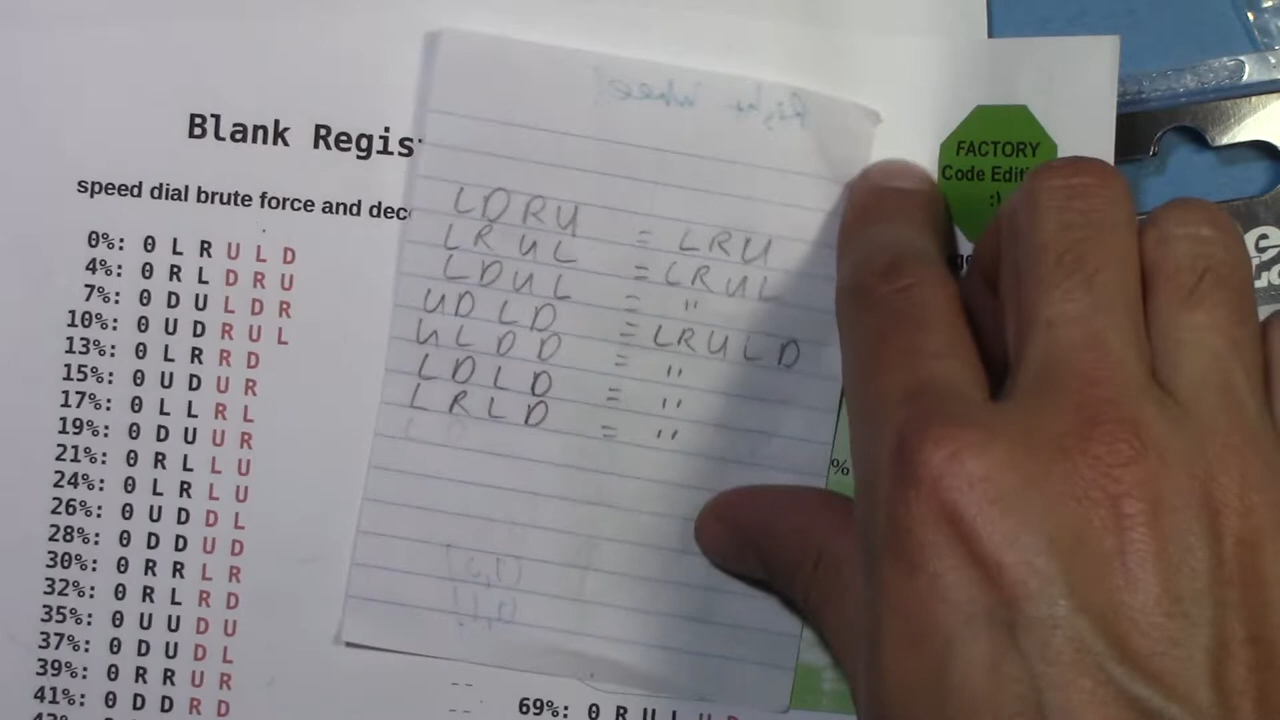 Blank Regis
speed dial brute force and dec
0%: 0 L R U L D
4%: 0 R L D R U
7%: 0 D U L D R
10%: 0 U D R U L
13%: 0 L R R D
15%: 0 U D U R
17%: 0 L L R L
19%: 0 D U U R
21%: 0 R L L U
24%: 0 L R L U
26%: 0 U D D L
28%: 0 D D U D
30%: 0 R R L R
32%: 0 R L R D
35%: 0 U U D U
37%: 0 D U D L
39%: 0 R R U R
41%: 0 D D R D
LDRU = LRU
LRUL = LRUL
LDUL = "
UDLD = LRULD
ULDD = "
LDLD = "
LRLD = "
FACTORY
Code Editi
:)
%
69%: 0 R U L U D